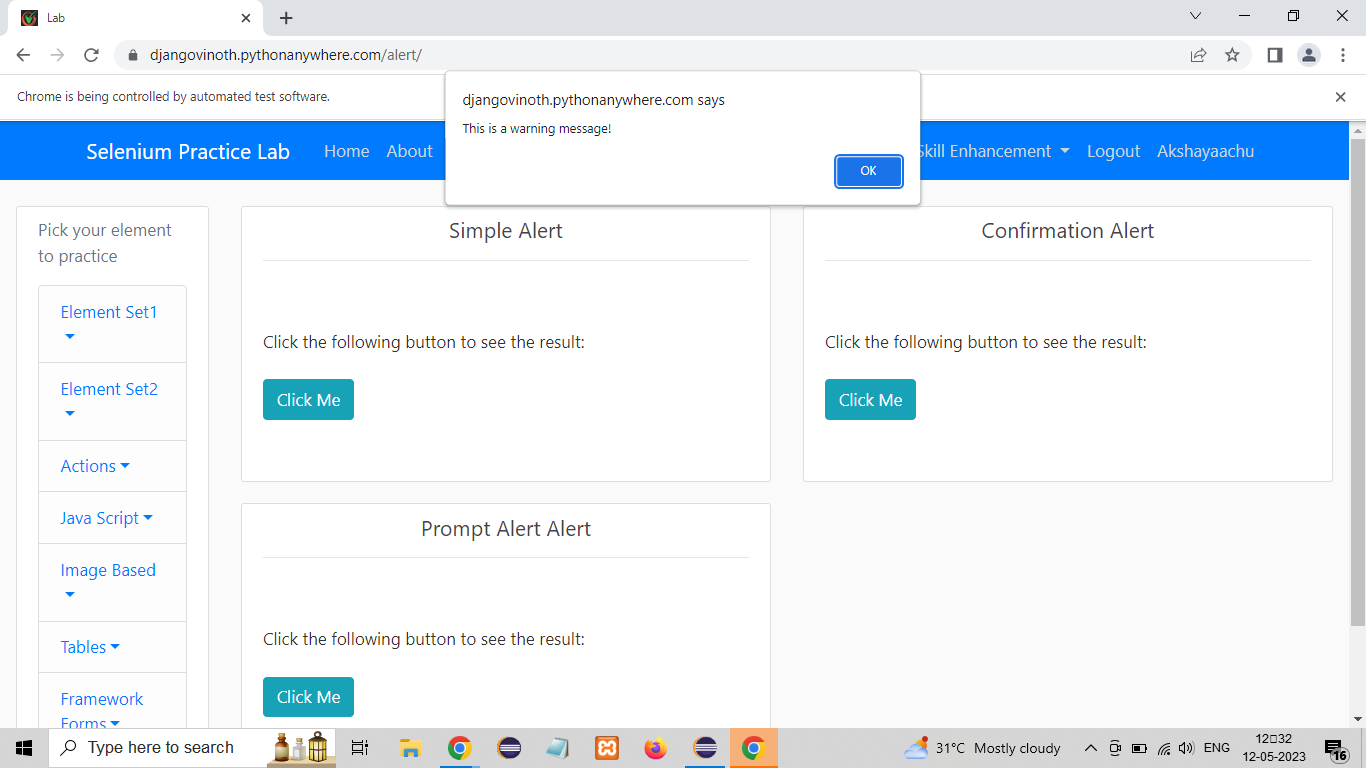 Lab
djangovinoth.pythonanywhere.com/alert/
Chrome is being controlled by automated test software.
djangovinoth.pythonanywhere.com says
This is a warning message!
OK
Selenium Practice Lab Home About Skill Enhancement Logout Akshayaachu
Pick your element
to practice
Element Set1
Element Set2
Actions
Java Script
Image Based
Tables
Framework
Forms
Simple Alert
Click the following button to see the result:
Click Me
Confirmation Alert
Click the following button to see the result:
Click Me
Prompt Alert Alert
Click the following button to see the result:
Click Me
Type here to search
31°C Mostly cloudy
ENG
12:32
12-05-2023
16